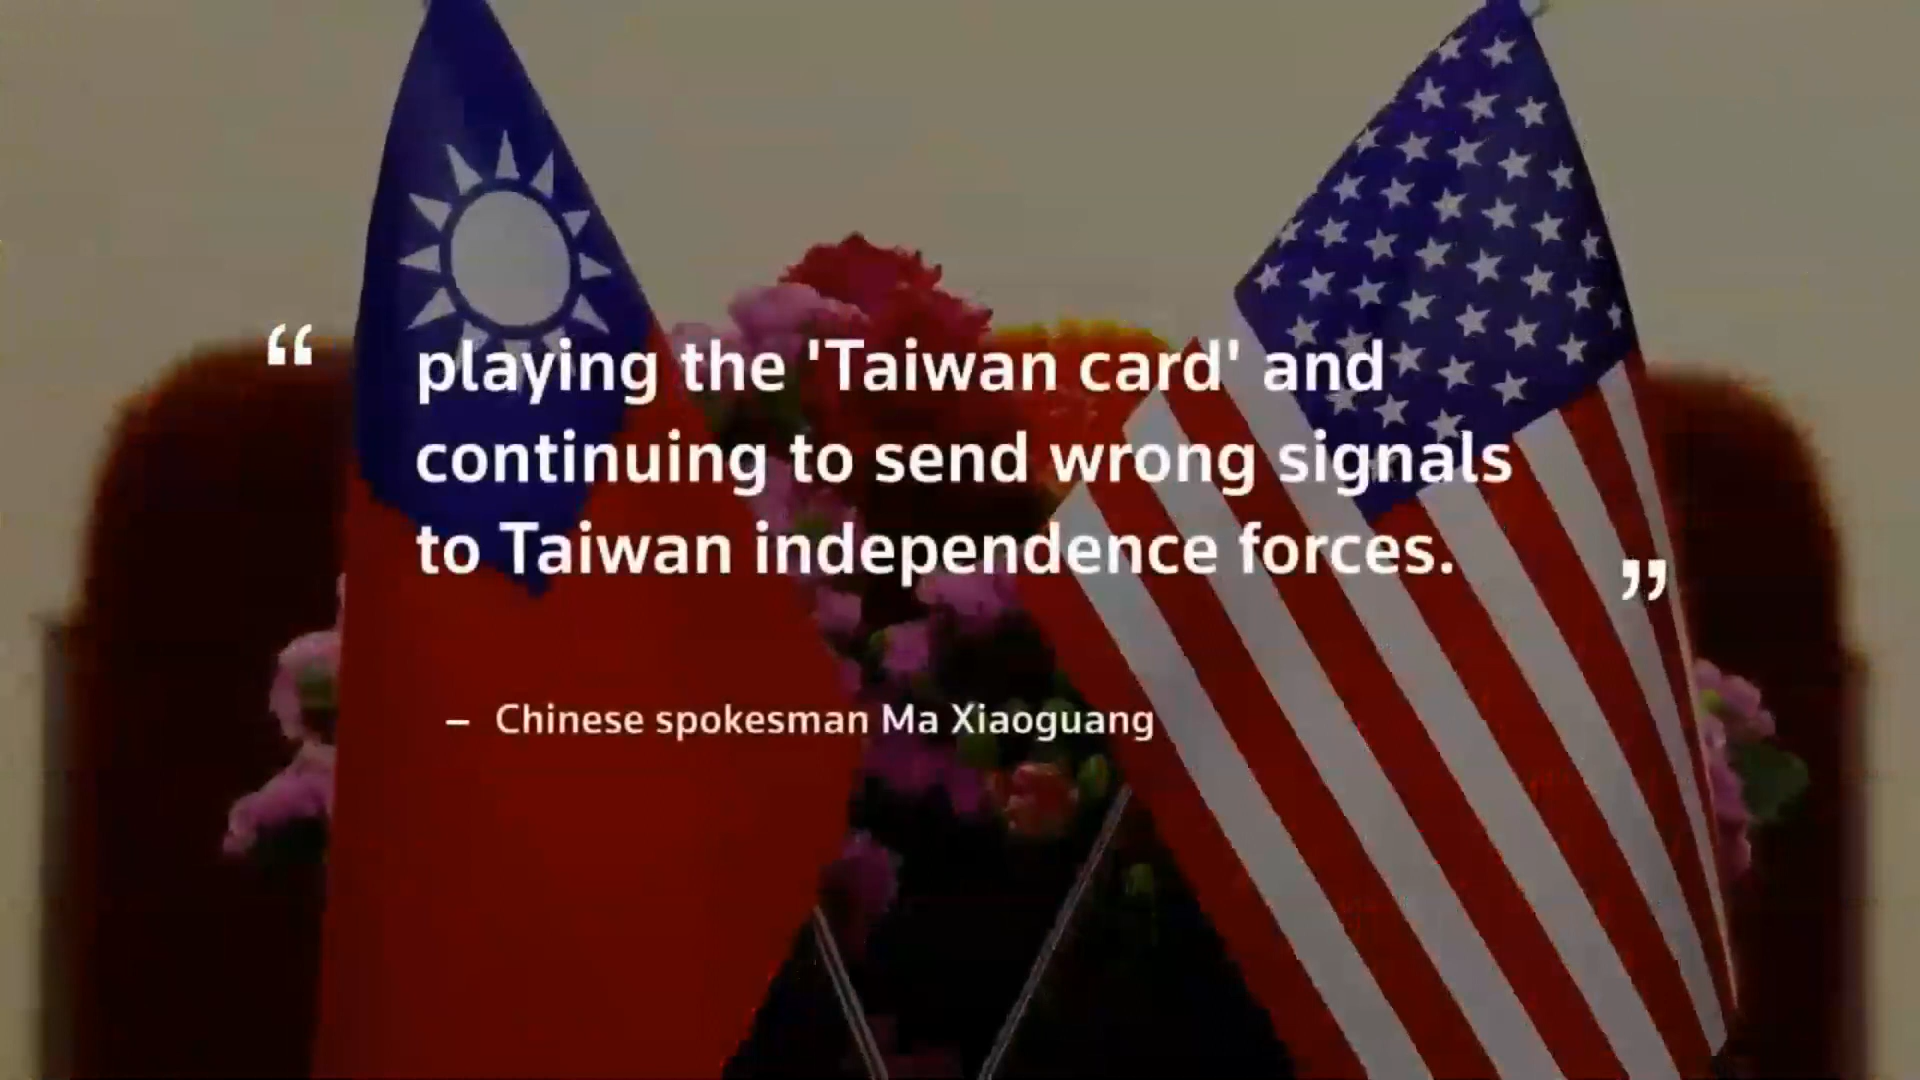 “ playing the 'Taiwan card' and
continuing to send wrong signals
to Taiwan independence forces. ”
– Chinese spokesman Ma Xiaoguang